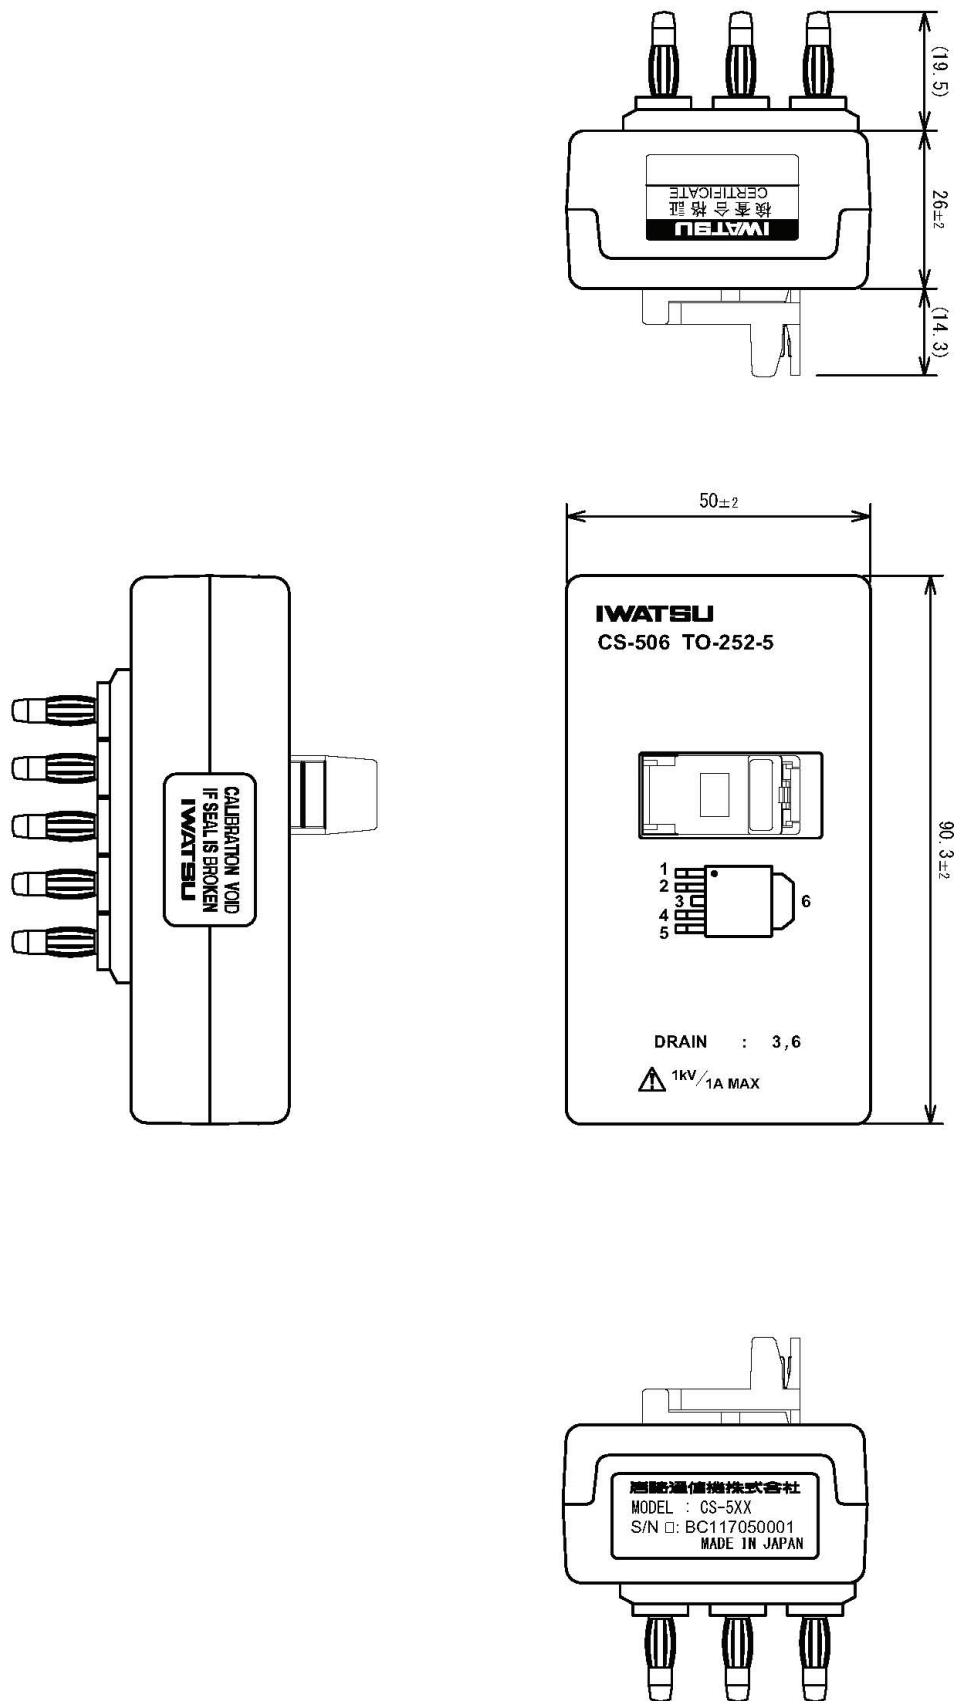 (19.5)
26±2
(14.3)
IWATSU
検査合格証
CERTIFICATE
50±2
90.3±2
IWATSU
CS-506 TO-252-5
1
2
3
4
5
6
DRAIN : 3,6
1kV/1A MAX
CALIBRATION VOID
IF SEAL IS BROKEN
IWATSU
岩崎通信機株式会社
MODEL : CS-5XX
S/N □: BC117050001
MADE IN JAPAN